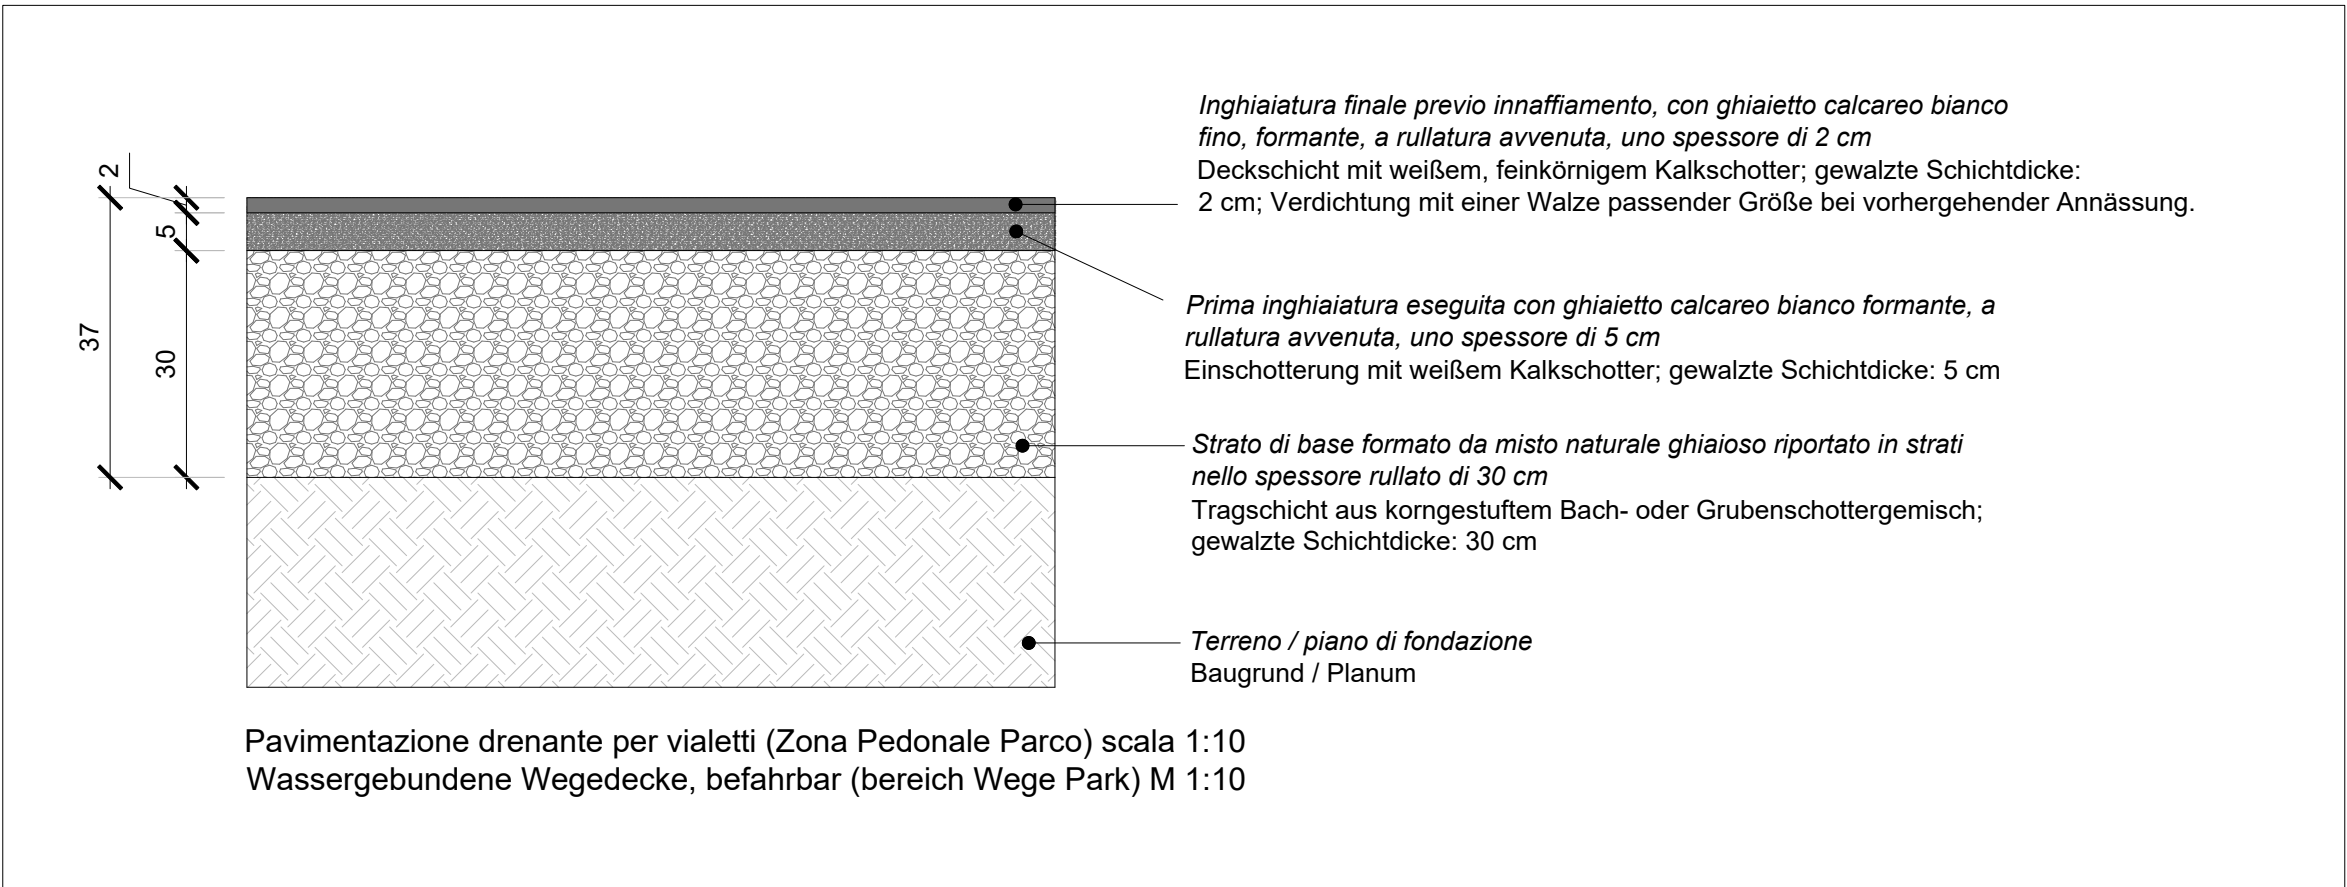 Inghiaiatura finale previo innaffiamento, con ghiaietto calcareo bianco
fino, formante, a rullatura avvenuta, uno spessore di 2 cm
Deckschicht mit weißem, feinkörnigem Kalkschotter; gewalzte Schichtdicke:
2 cm; Verdichtung mit einer Walze passender Größe bei vorhergehender Annässung.
2
5
37
30
Prima inghiaiatura eseguita con ghiaietto calcareo bianco formante, a
rullatura avvenuta, uno spessore di 5 cm
Einschotterung mit weißem Kalkschotter; gewalzte Schichtdicke: 5 cm
Strato di base formato da misto naturale ghiaioso riportato in strati
nello spessore rullato di 30 cm
Tragschicht aus korngestuftem Bach- oder Grubenschottergemisch;
gewalzte Schichtdicke: 30 cm
Terreno / piano di fondazione
Baugrund / Planum
Pavimentazione drenante per vialetti (Zona Pedonale Parco) scala 1:10
Wassergebundene Wegedecke, befahrbar (bereich Wege Park) M 1:10